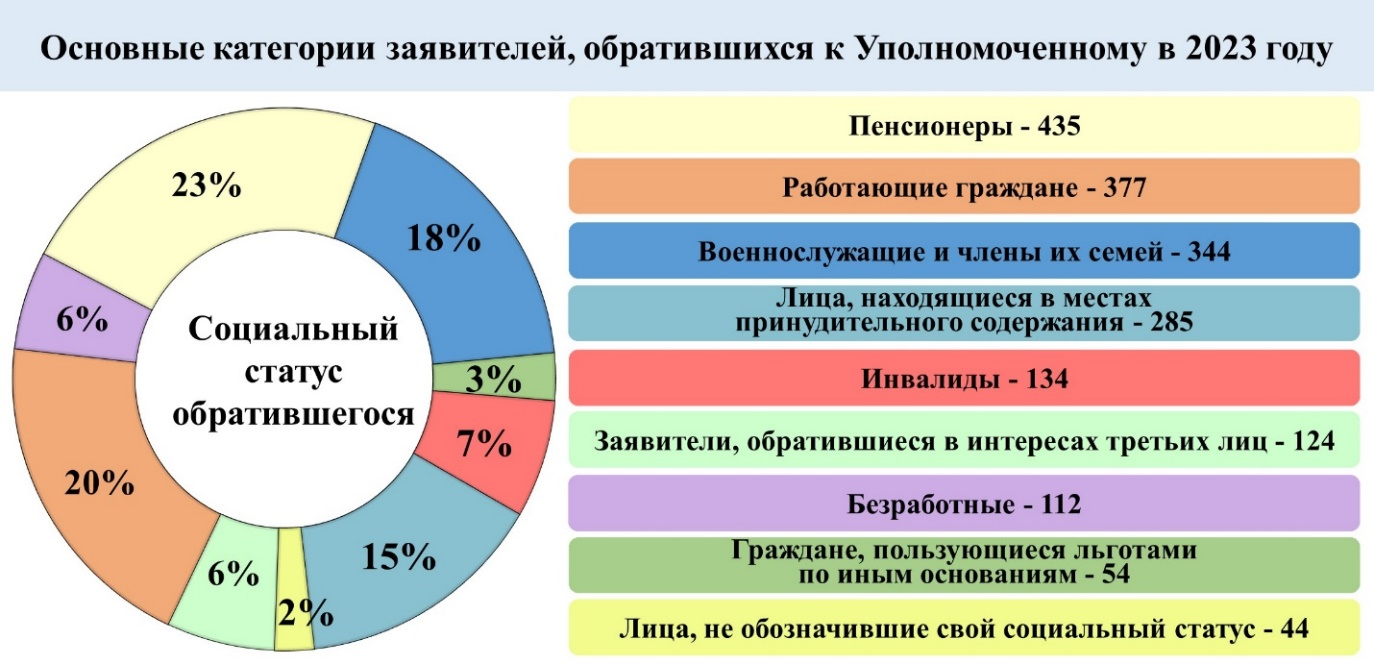 Основные категории заявителей, обратившихся к Уполномоченному в 2023 году
23%
18%
6%
3%
7%
20%
15%
6%
2%
Социальный
статус
обратившегося
Пенсионеры - 435
Работающие граждане - 377
Военнослужащие и члены их семей - 344
Лица, находящиеся в местах
принудительного содержания - 285
Инвалиды - 134
Заявители, обратившиеся в интересах третьих лиц - 124
Безработные - 112
Граждане, пользующиеся льготами
по иным основаниям - 54
Лица, не обозначившие свой социальный статус - 44